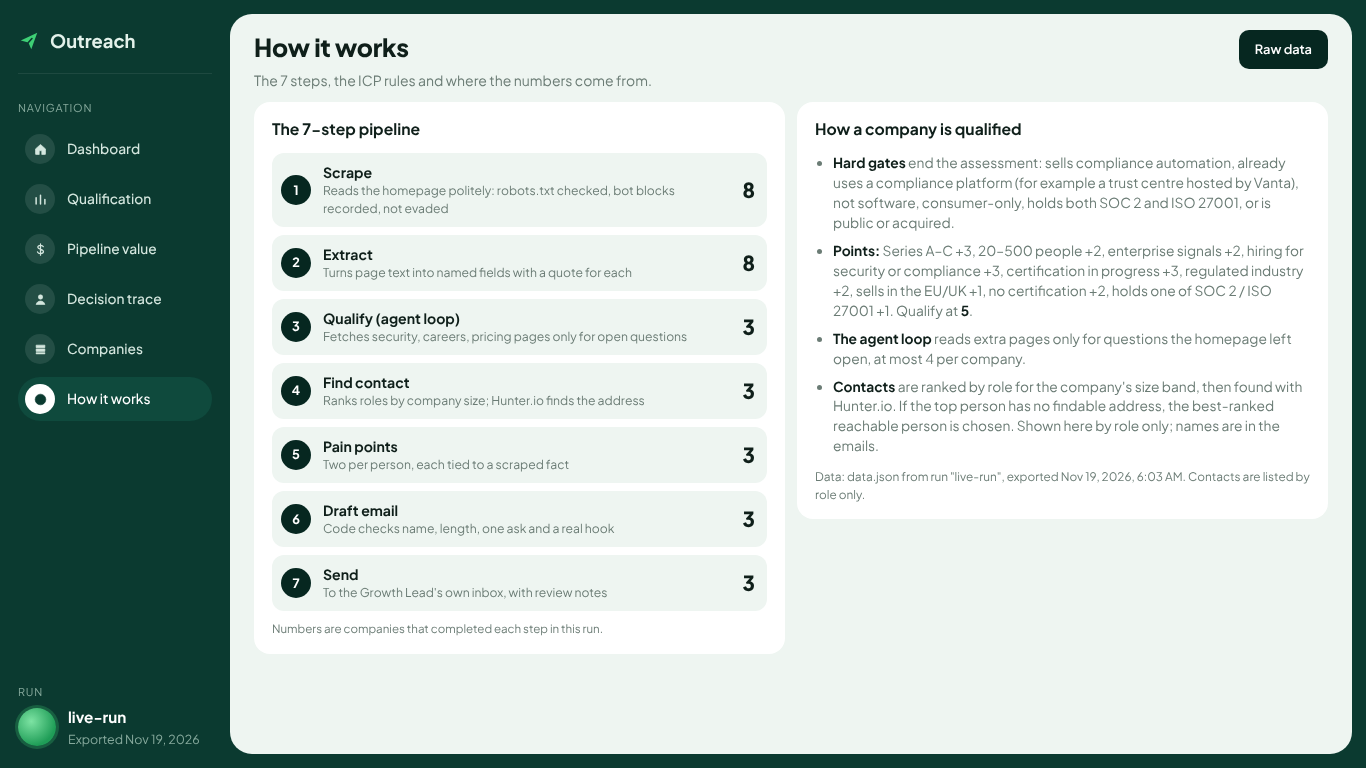 Outreach
NAVIGATION
Dashboard
Qualification
$
Pipeline value
Decision trace
Companies
How it works
RUN
live-run
Exported Nov 19, 2026
How it works
The 7 steps, the ICP rules and where the numbers come from.
Raw data
The 7-step pipeline
1
Scrape
Reads the homepage politely: robots.txt checked, bot blocks
recorded, not evaded
8
2
Extract
Turns page text into named fields with a quote for each
8
3
Qualify (agent loop)
Fetches security, careers, pricing pages only for open questions
3
4
Find contact
Ranks roles by company size; Hunter.io finds the address
3
5
Pain points
Two per person, each tied to a scraped fact
3
6
Draft email
Code checks name, length, one ask and a real hook
3
7
Send
To the Growth Lead's own inbox, with review notes
3
Numbers are companies that completed each step in this run.
How a company is qualified
• Hard gates end the assessment: sells compliance automation, already
uses a compliance platform (for example a trust centre hosted by Vanta),
not software, consumer-only, holds both SOC 2 and ISO 27001, or is
public or acquired.
• Points: Series A–C +3, 20–500 people +2, enterprise signals +2, hiring for
security or compliance +3, certification in progress +3, regulated industry
+2, sells in the EU/UK +1, no certification +2, holds one of SOC 2 / ISO
27001 +1. Qualify at 5.
• The agent loop reads extra pages only for questions the homepage left
open, at most 4 per company.
• Contacts are ranked by role for the company's size band, then found with
Hunter.io. If the top person has no findable address, the best-ranked
reachable person is chosen. Shown here by role only; names are in the
emails.
Data: data.json from run "live-run", exported Nov 19, 2026, 6:03 AM. Contacts are listed by
role only.